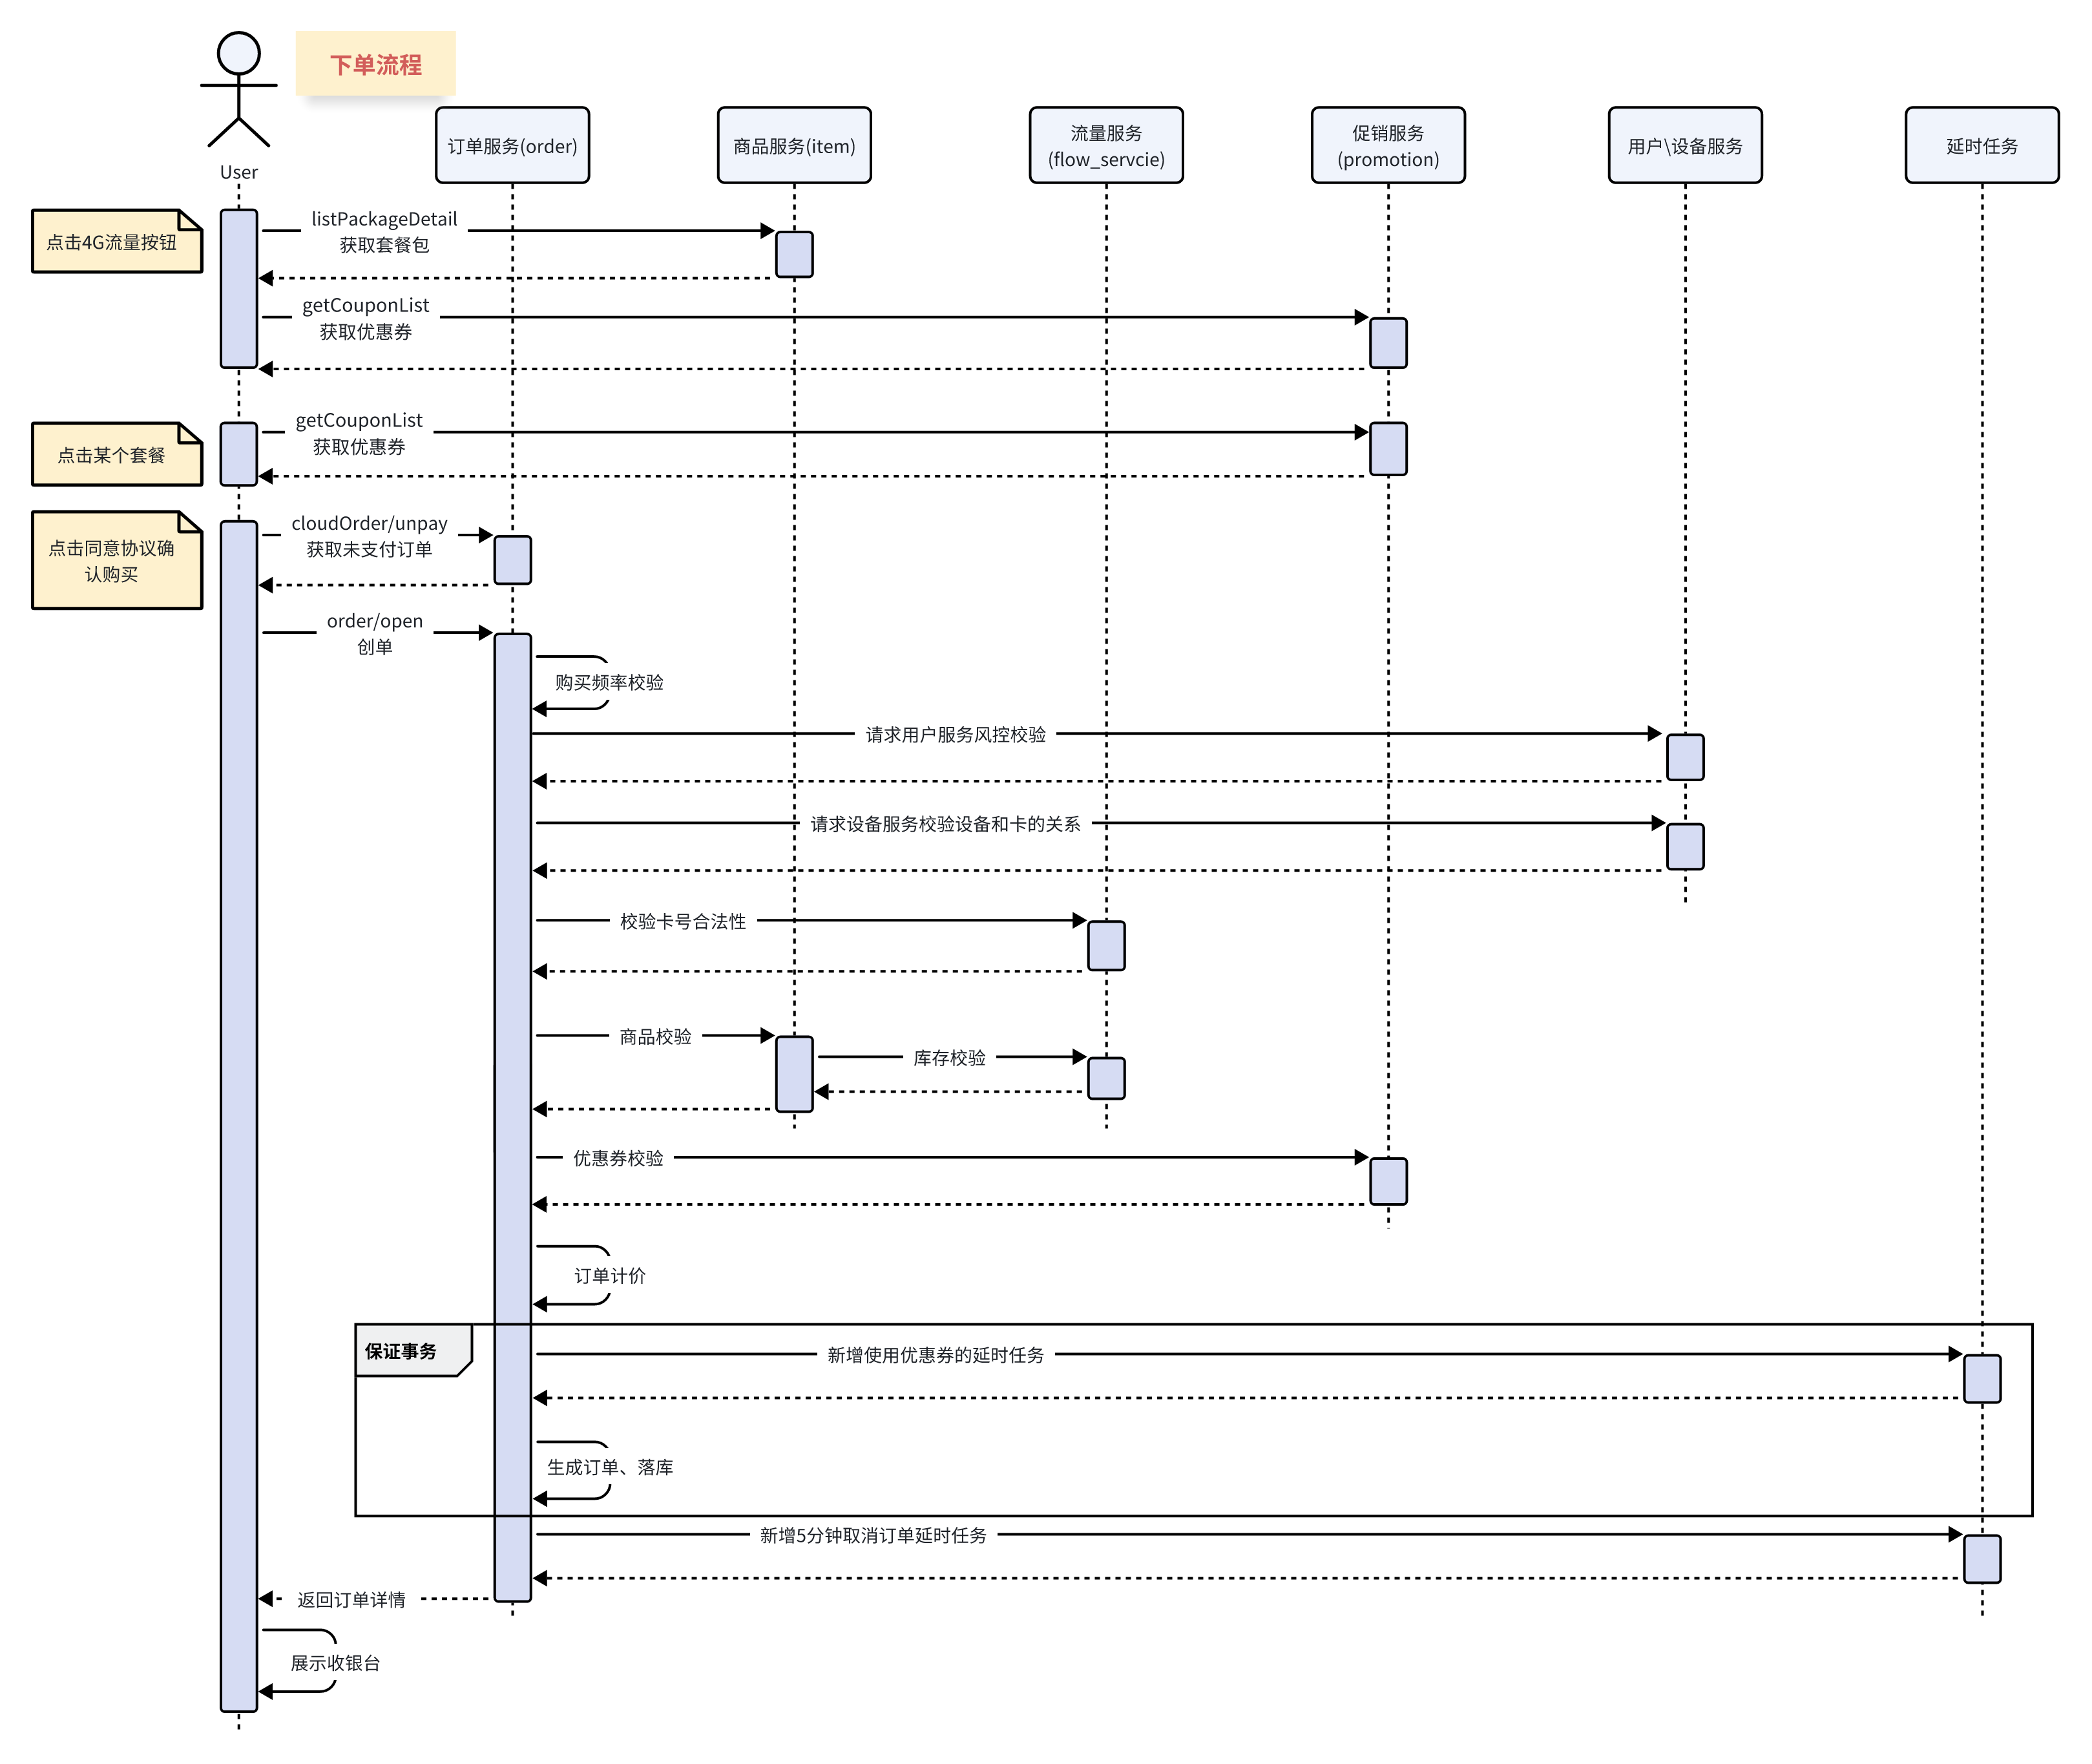 下单流程
User
订单服务(order)
商品服务(item)
流量服务
(flow_servcie)
促销服务
(promotion)
用户\设备服务
延时任务
点击4G流量按钮
listPackageDetail
获取套餐包
getCouponList
获取优惠券
点击某个套餐
getCouponList
获取优惠券
点击同意协议确
认购买
cloudOrder/unpay
获取未支付订单
order/open
创单
购买频率校验
请求用户服务风控校验
请求设备服务校验设备和卡的关系
校验卡号合法性
商品校验
库存校验
优惠券校验
订单计价
保证事务
新增使用优惠券的延时任务
生成订单、落库
新增5分钟取消订单延时任务
返回订单详情
展示收银台